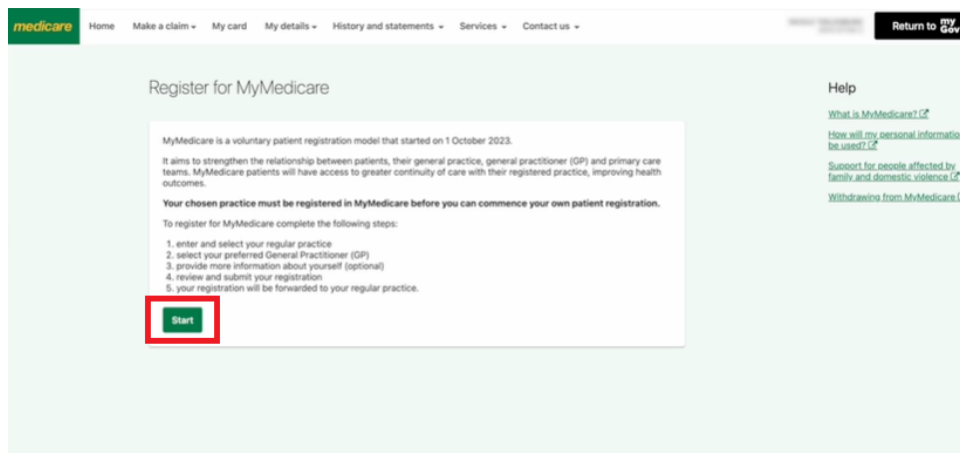 medicare Home Make a claim My card My details History and statements Services Contact us Return to my Gov
Register for MyMedicare
MyMedicare is a voluntary patient registration model that started on 1 October 2023.
It aims to strengthen the relationship between patients, their general practice, general practitioner (GP) and primary care
teams. MyMedicare patients will have access to greater continuity of care with their registered practice, improving health
outcomes.
Your chosen practice must be registered in MyMedicare before you can commence your own patient registration.
To register for MyMedicare complete the following steps:
1. enter and select your regular practice
2. select your preferred General Practitioner (GP)
3. provide more information about yourself (optional)
4. review and submit your registration
5. your registration will be forwarded to your regular practice.
Start
Help
What is MyMedicare?
How will my personal information
be used?
Support for people affected by
family and domestic violence
Withdrawing from MyMedicare